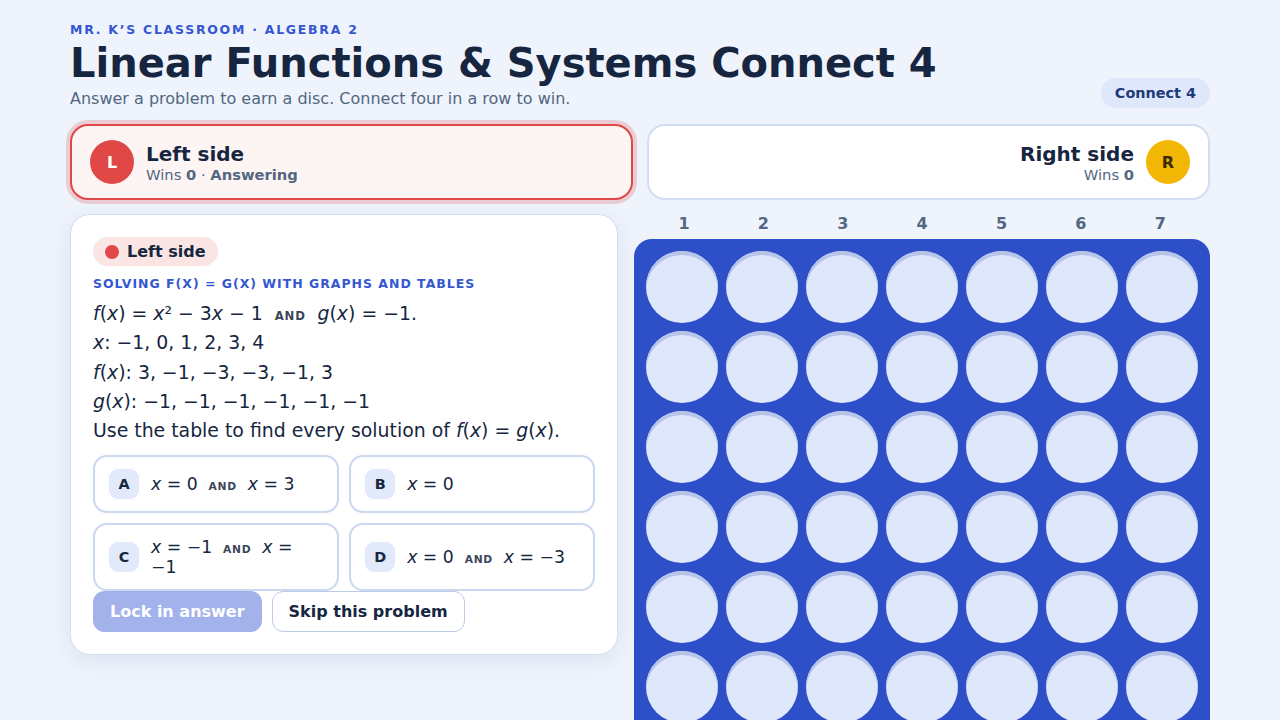 MR. K’S CLASSROOM · ALGEBRA 2
Linear Functions & Systems Connect 4
Answer a problem to earn a disc. Connect four in a row to win.
Connect 4
L
Left side
Wins 0 · Answering
Right side
Wins 0
R
Left side
SOLVING F(X) = G(X) WITH GRAPHS AND TABLES
f(x) = x² − 3x − 1 AND g(x) = −1.
x: −1, 0, 1, 2, 3, 4
f(x): 3, −1, −3, −3, −1, 3
g(x): −1, −1, −1, −1, −1, −1
Use the table to find every solution of f(x) = g(x).
A x = 0 AND x = 3
B x = 0
C x = −1 AND x =
−1
D x = 0 AND x = −3
Lock in answer
Skip this problem
1 2 3 4 5 6 7